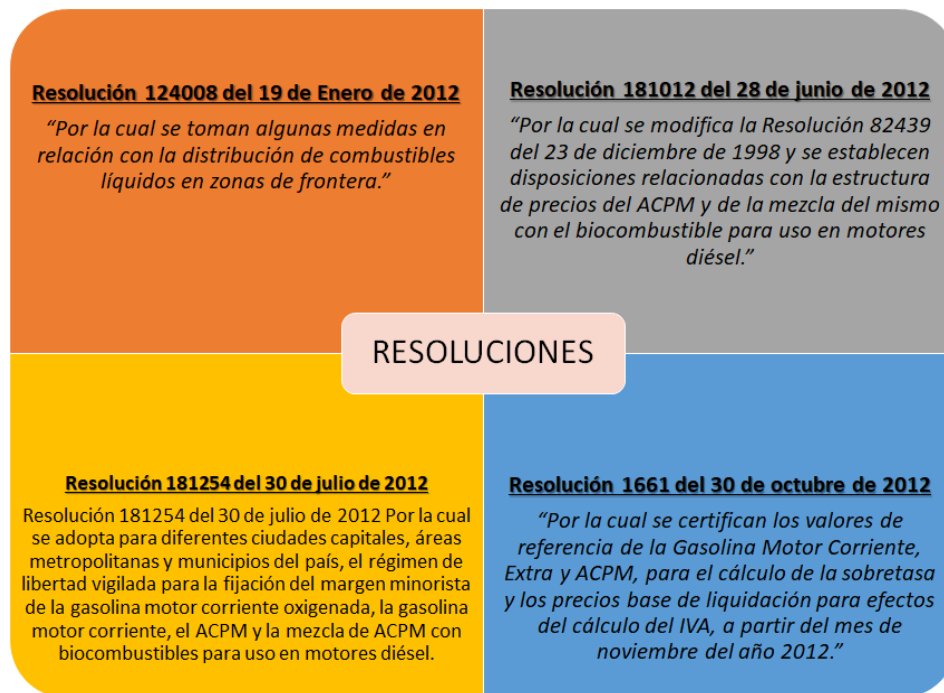 Resolución 124008 del 19 de Enero de 2012
“Por la cual se toman algunas medidas en
relación con la distribución de combustibles
líquidos en zonas de frontera.”
Resolución 181012 del 28 de junio de 2012
“Por la cual se modifica la Resolución 82439
del 23 de diciembre de 1998 y se establecen
disposiciones relacionadas con la estructura
de precios del ACPM y de la mezcla del mismo
con el biocombustible para uso en motores
diésel.”
RESOLUCIONES
Resolución 181254 del 30 de julio de 2012
Resolución 181254 del 30 de julio de 2012 Por la cual
se adopta para diferentes ciudades capitales, áreas
metropolitanas y municipios del país, el régimen de
libertad vigilada para la fijación del margen minorista
de la gasolina motor corriente oxigenada, la gasolina
motor corriente, el ACPM y la mezcla de ACPM con
biocombustibles para uso en motores diésel.
Resolución 1661 del 30 de octubre de 2012
“Por la cual se certifican los valores de
referencia de la Gasolina Motor Corriente,
Extra y ACPM, para el cálculo de la sobretasa
y los precios base de liquidación para efectos
del cálculo del IVA, a partir del mes de
noviembre del año 2012.”